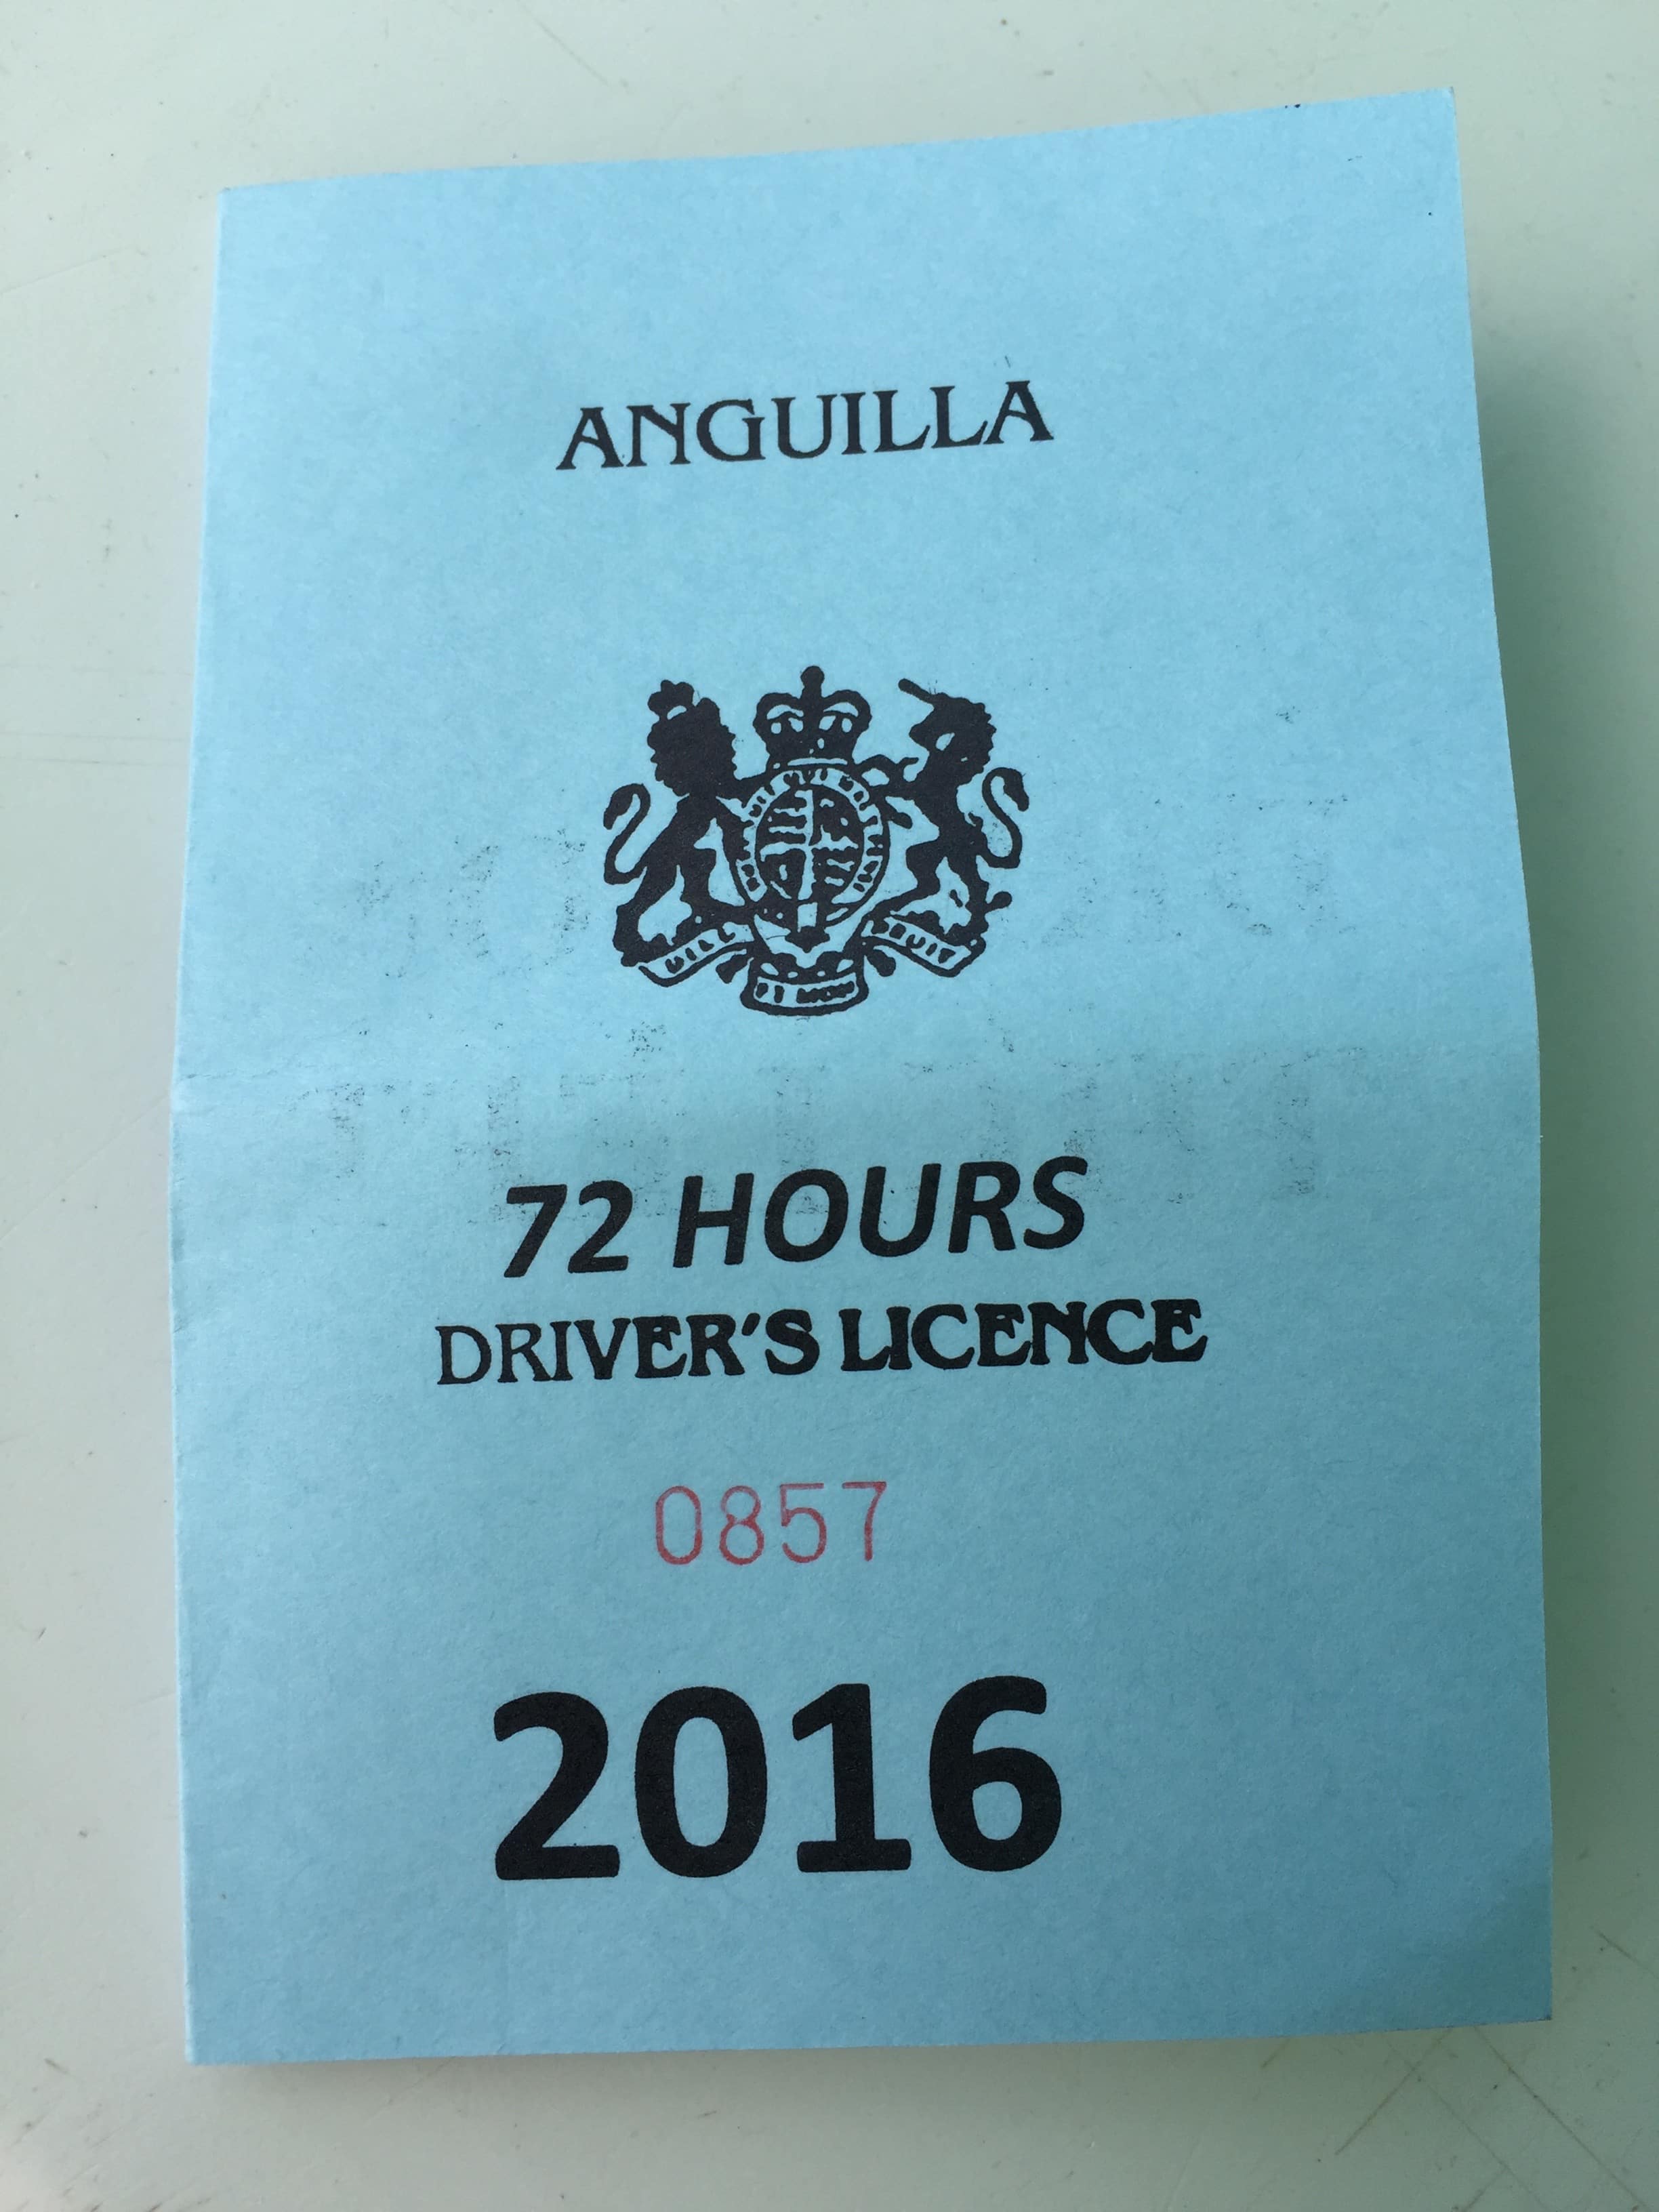 ANGUILLA
72 HOURS
DRIVER'S LICENCE
0857
2016